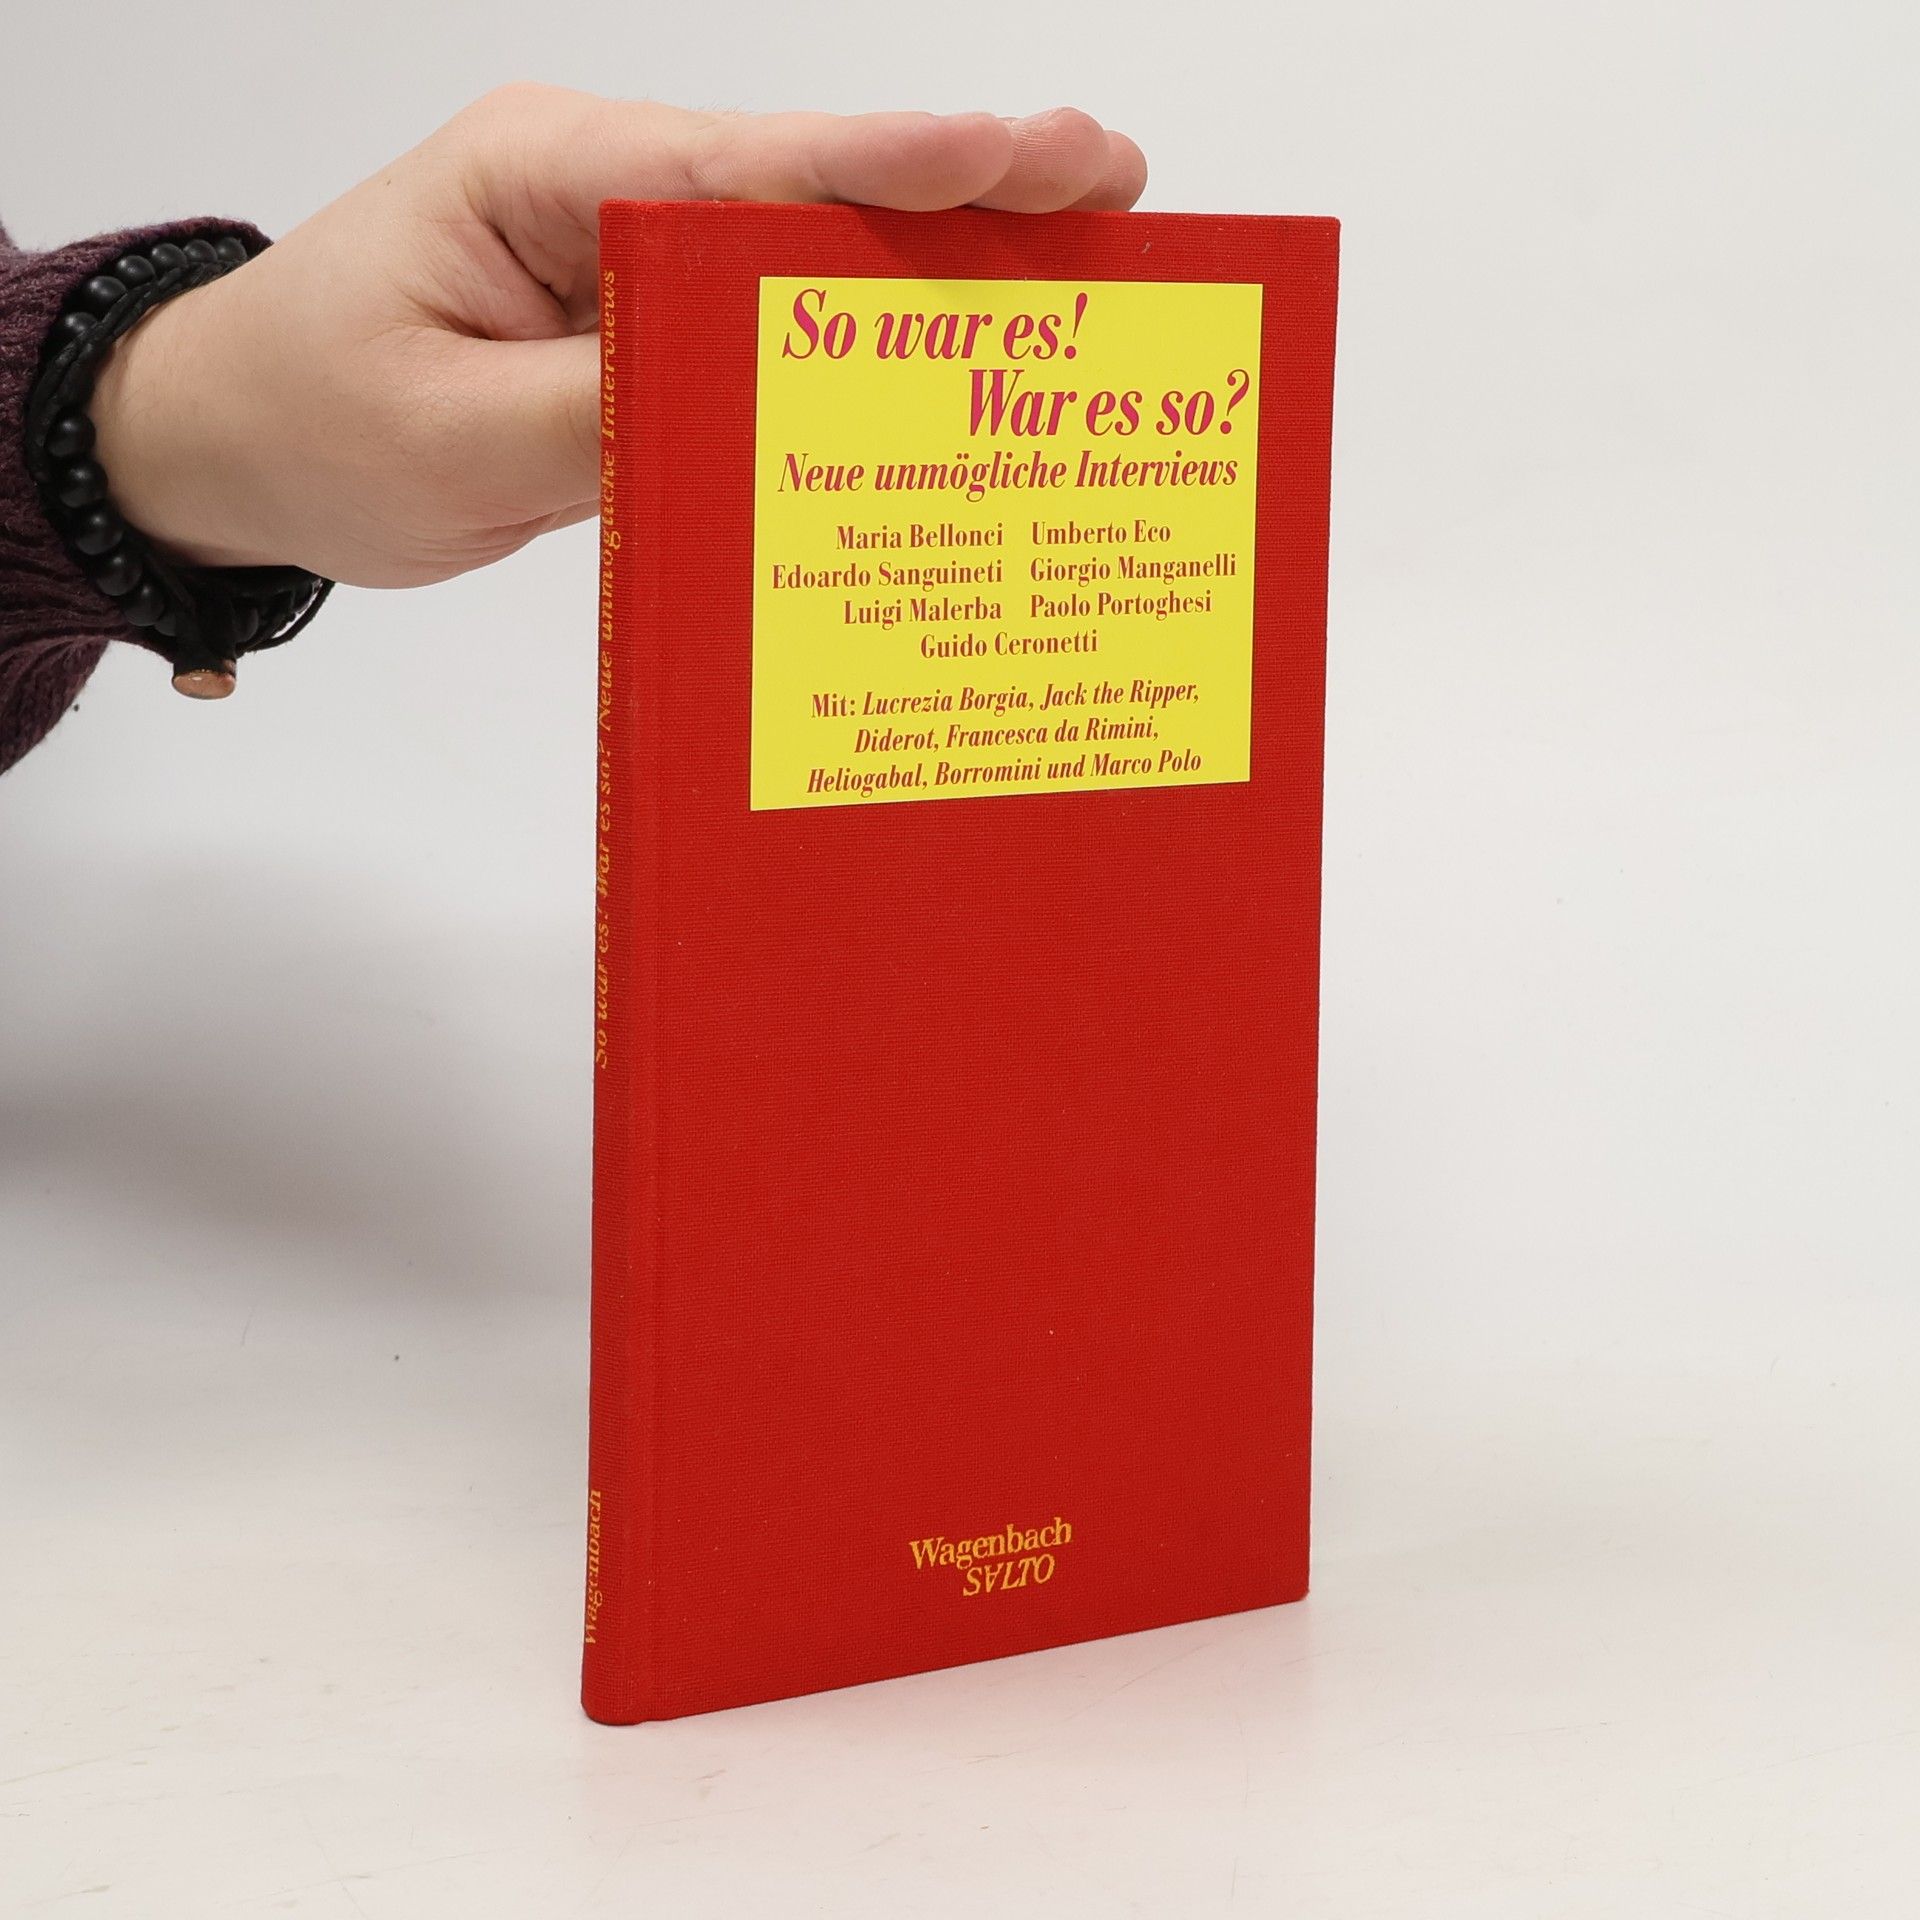 So war es!
War es so?
Neue unmögliche Interviews
Maria Bellonci Umberto Eco
Edoardo Sanguineti Giorgio Manganelli
Luigi Malerba Paolo Portoghesi
Guido Ceronetti
Mit: Lucrezia Borgia, Jack the Ripper,
Diderot, Francesca da Rimini,
Heliogabal, Borromini und Marco Polo
Wagenbach
SALTO
So war es! War es so? Neue unmögliche Interviews
Wagenbach